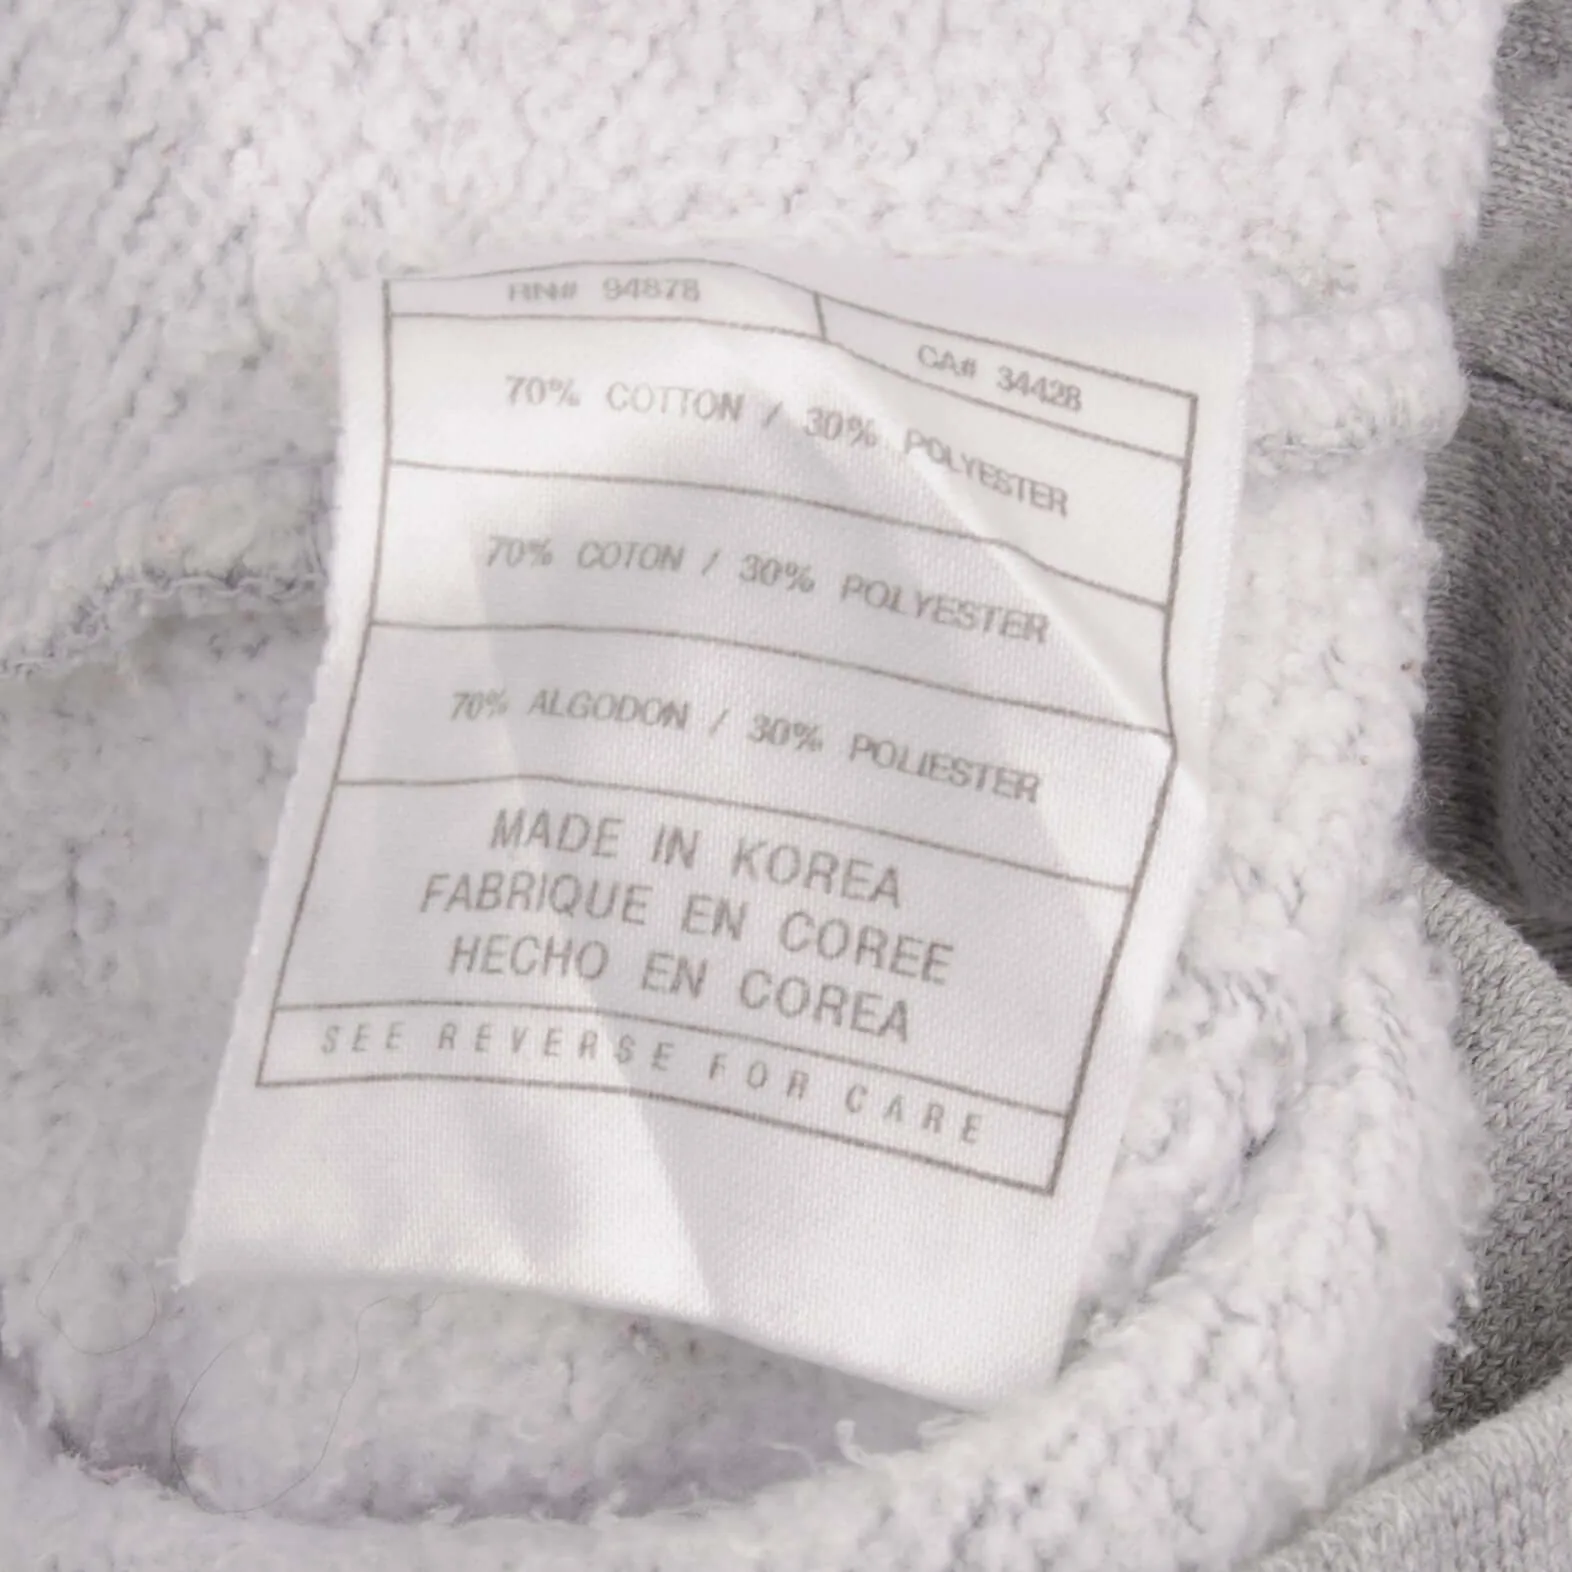 RN# 94878
CA# 34428
70% COTTON / 30% POLYESTER
70% COTON / 30% POLYESTER
70% ALGODON / 30% POLIESTER
MADE IN KOREA
FABRIQUE EN COREE
HECHO EN COREA
SEE REVERSE FOR CARE